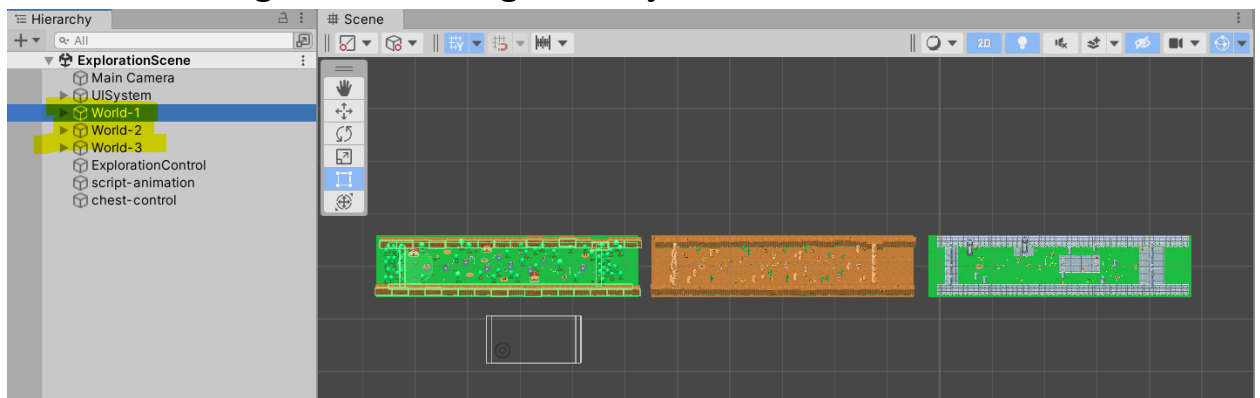 Hierarchy
All
ExplorationScene
Main Camera
UISystem
World-1
World-2
World-3
ExplorationControl
script-animation
chest-control
Scene
2D